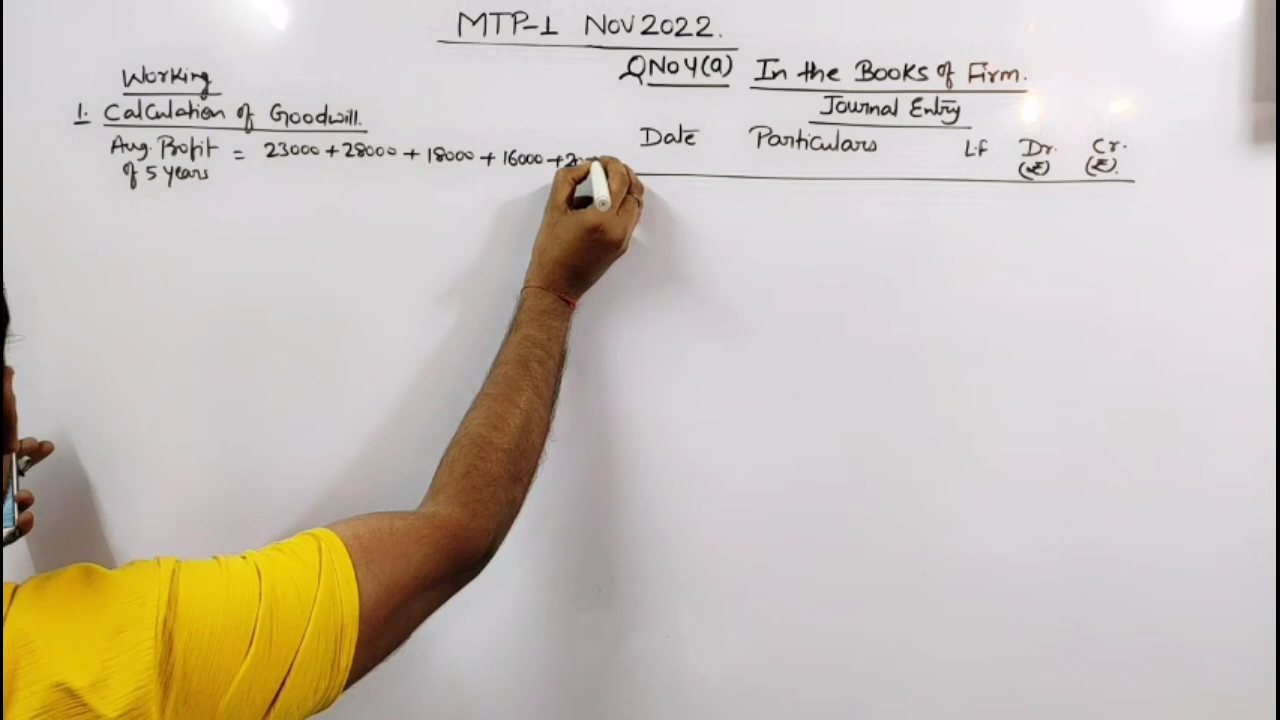 MTP-1 Nov 2022.
Working
1. Calculation of Goodwill.
Avg. Profit of 5 years = 23000 + 28000 + 18000 + 16000 +
QNo 4(a) In the Books of Firm.
Journal Entry
Date Particulars L.f Dr. (₹) Cr. (₹).